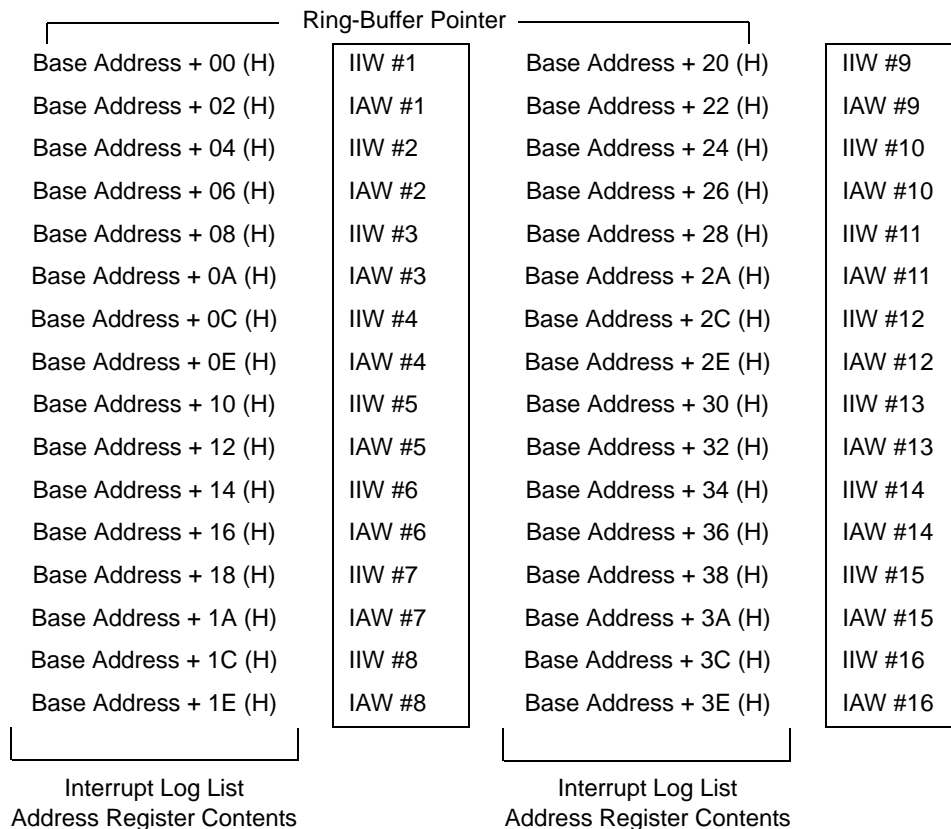 Ring-Buffer Pointer
Base Address + 00 (H) IIW #1
Base Address + 02 (H) IAW #1
Base Address + 04 (H) IIW #2
Base Address + 06 (H) IAW #2
Base Address + 08 (H) IIW #3
Base Address + 0A (H) IAW #3
Base Address + 0C (H) IIW #4
Base Address + 0E (H) IAW #4
Base Address + 10 (H) IIW #5
Base Address + 12 (H) IAW #5
Base Address + 14 (H) IIW #6
Base Address + 16 (H) IAW #6
Base Address + 18 (H) IIW #7
Base Address + 1A (H) IAW #7
Base Address + 1C (H) IIW #8
Base Address + 1E (H) IAW #8
Interrupt Log List
Address Register Contents
Base Address + 20 (H) IIW #9
Base Address + 22 (H) IAW #9
Base Address + 24 (H) IIW #10
Base Address + 26 (H) IAW #10
Base Address + 28 (H) IIW #11
Base Address + 2A (H) IAW #11
Base Address + 2C (H) IIW #12
Base Address + 2E (H) IAW #12
Base Address + 30 (H) IIW #13
Base Address + 32 (H) IAW #13
Base Address + 34 (H) IIW #14
Base Address + 36 (H) IAW #14
Base Address + 38 (H) IIW #15
Base Address + 3A (H) IAW #15
Base Address + 3C (H) IIW #16
Base Address + 3E (H) IAW #16
Interrupt Log List
Address Register Contents